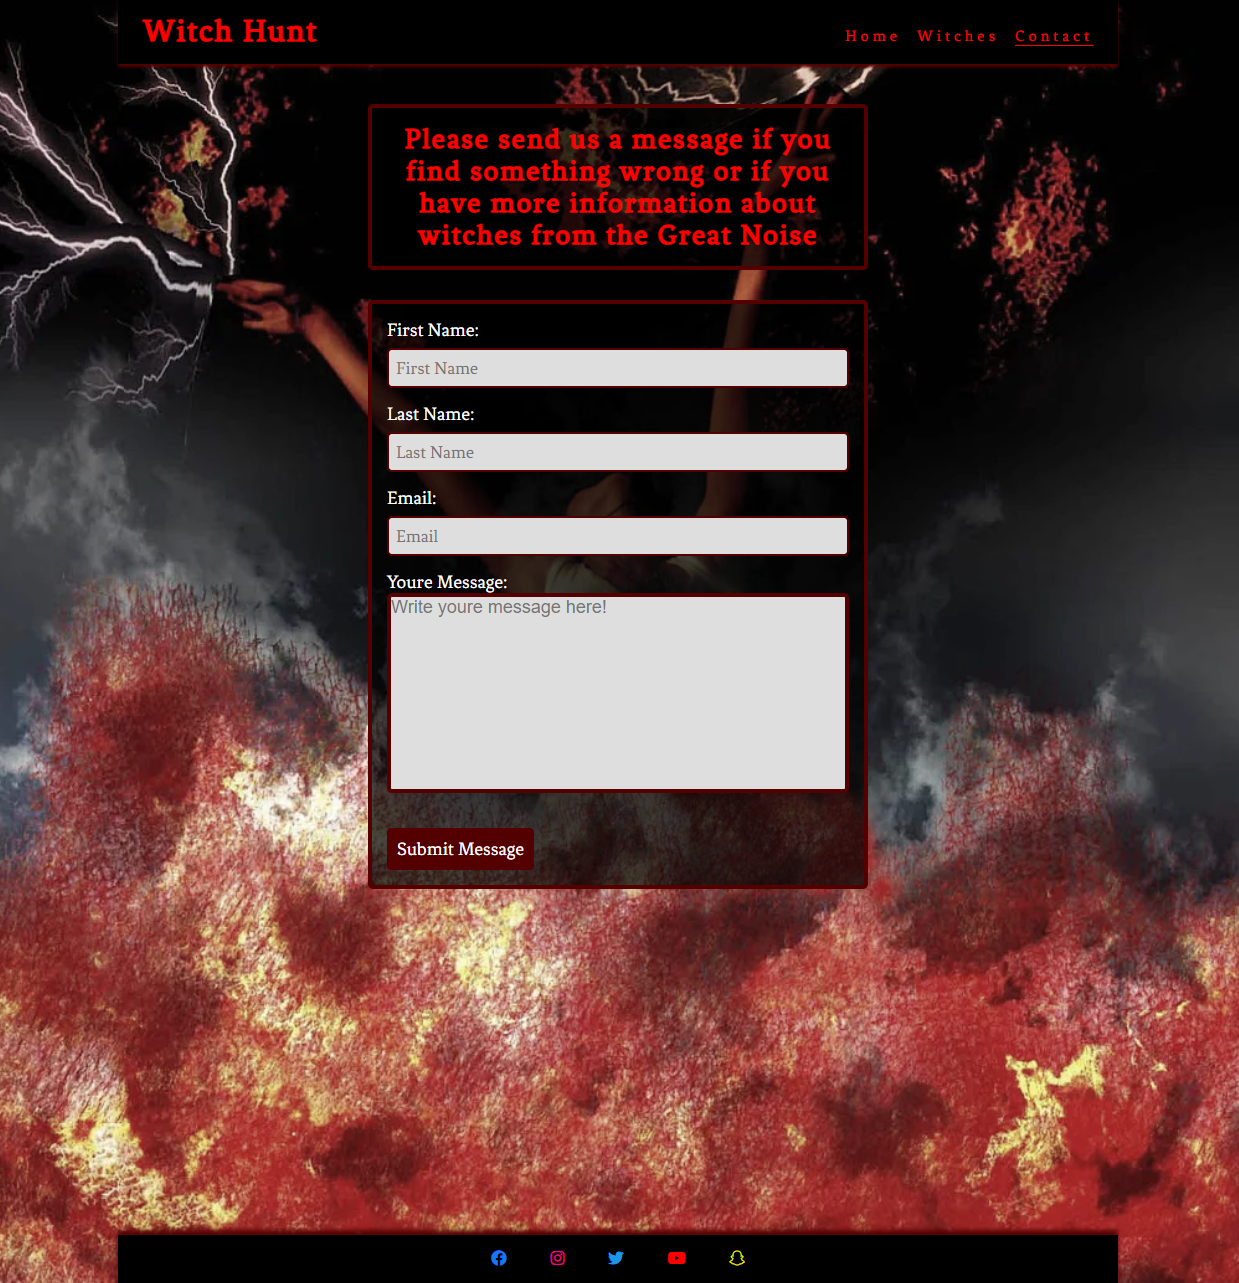 Witch Hunt
Home Witches Contact
Please send us a message if you
find something wrong or if you
have more information about
witches from the Great Noise
First Name:
First Name
Last Name:
Last Name
Email:
Email
Youre Message:
Write youre message here!
Submit Message